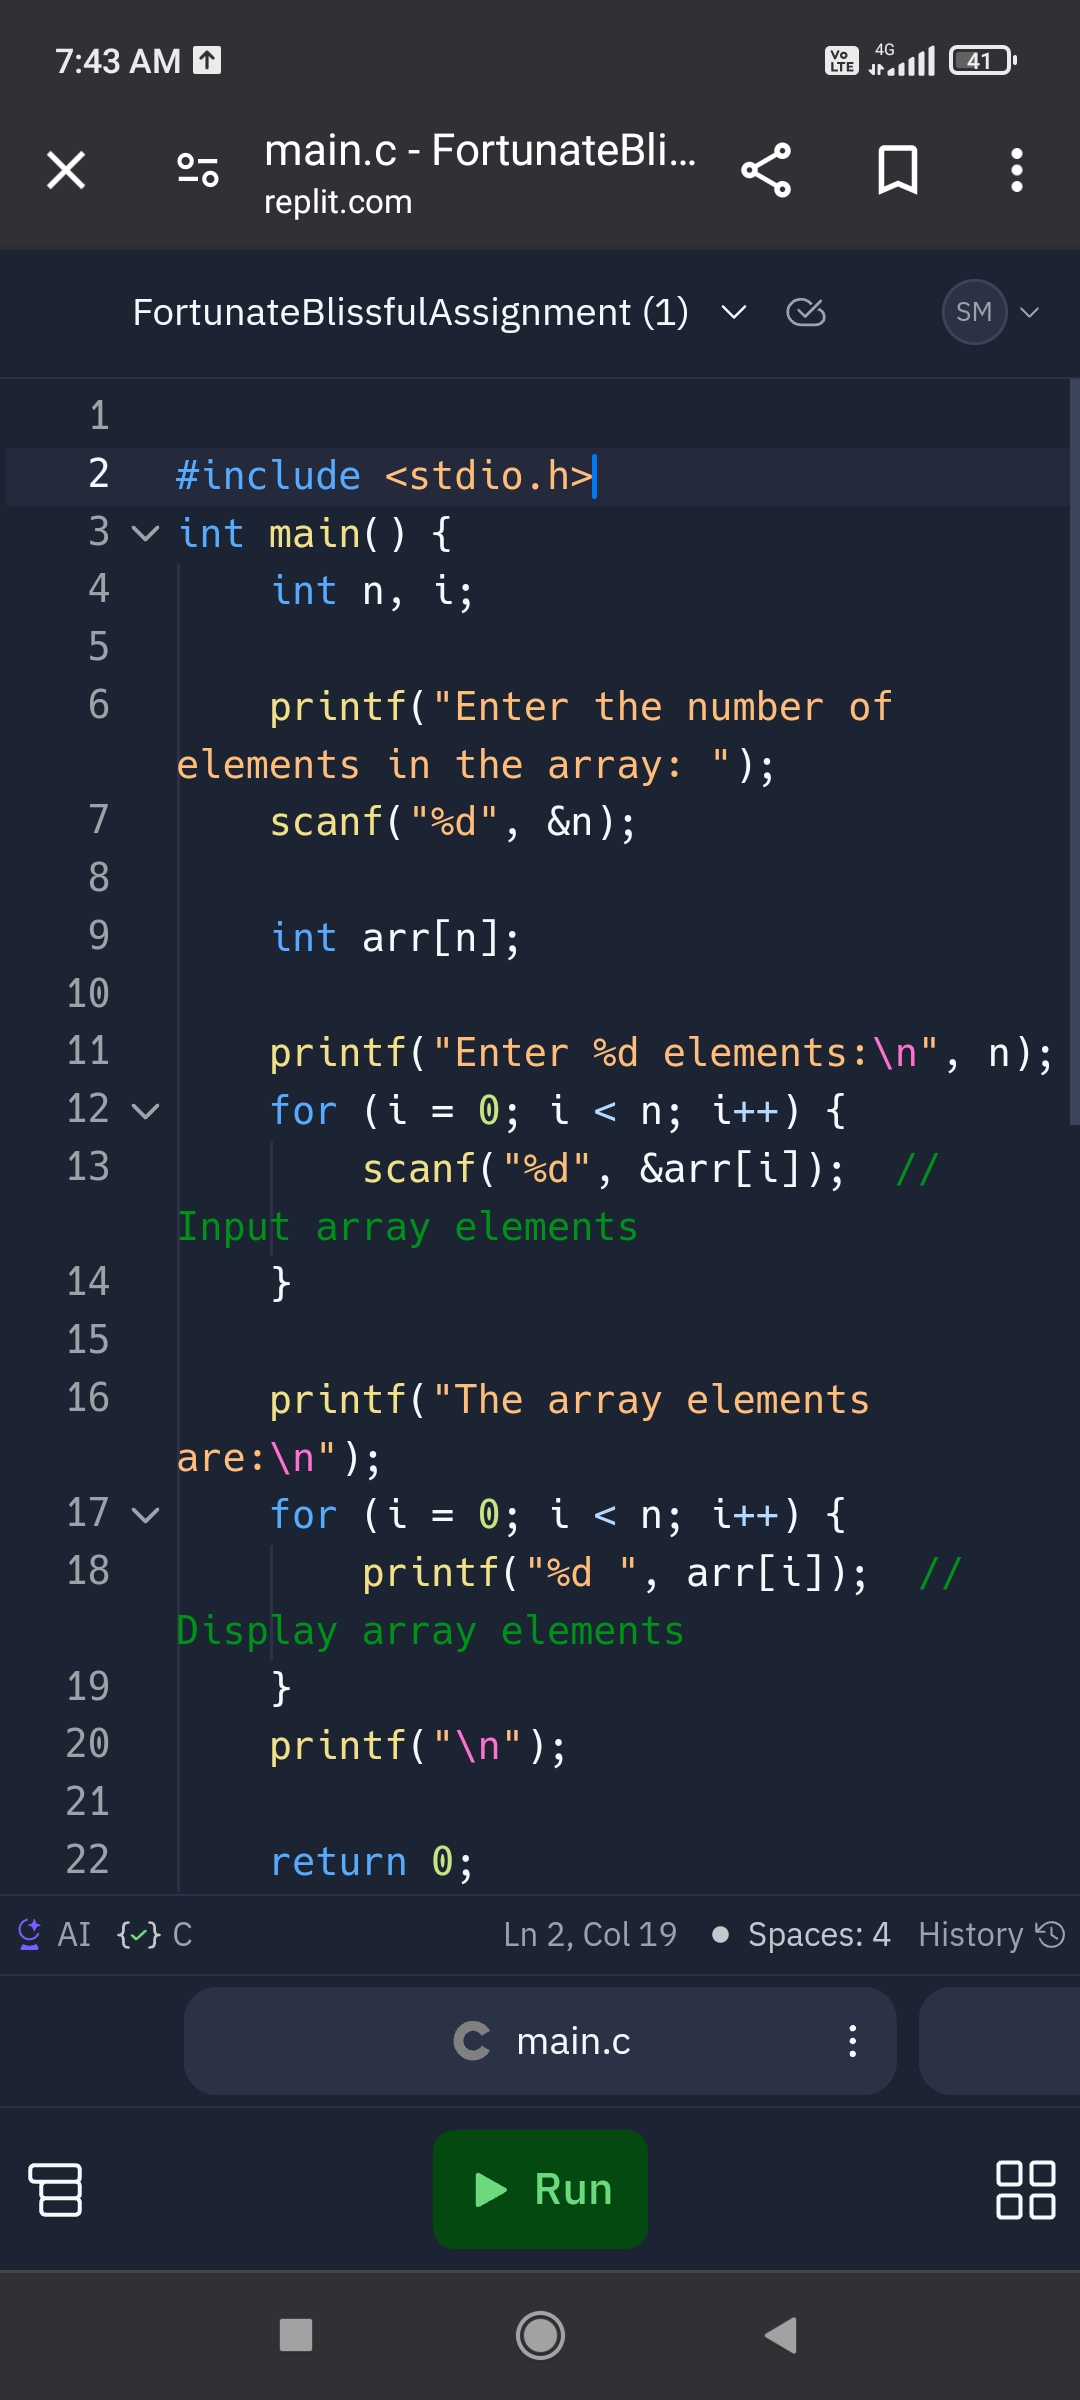 7:43 AM
Vo LTE 4G 41
main.c - FortunateBli...
replit.com
FortunateBlissfulAssignment (1)
SM
1
2 #include <stdio.h>
3 int main() {
4     int n, i;
5
6     printf("Enter the number of
elements in the array: ");
7     scanf("%d", &n);
8
9     int arr[n];
10
11     printf("Enter %d elements:\n", n);
12     for (i = 0; i < n; i++) {
13         scanf("%d", &arr[i]);  //
Input array elements
14     }
15
16     printf("The array elements
are:\n");
17     for (i = 0; i < n; i++) {
18         printf("%d ", arr[i]);  //
Display array elements
19     }
20     printf("\n");
21
22     return 0;
AI {✓} C Ln 2, Col 19 Spaces: 4 History
main.c
Run